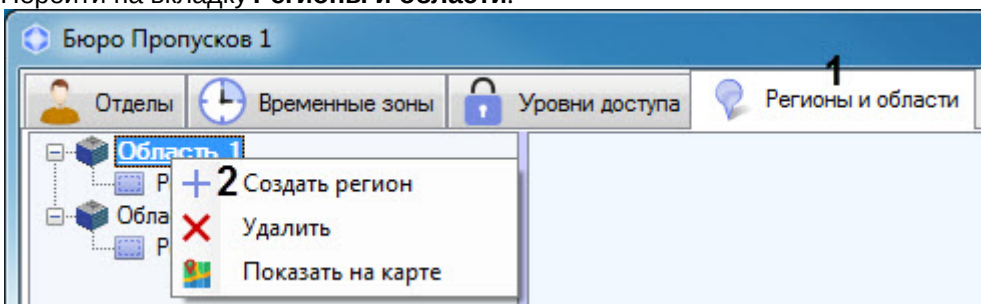 Перейти на вкладку Регионы и области.
Бюро Пропусков 1
1
Отделы Временные зоны Уровни доступа Регионы и области
Область 1
2 Создать регион
Удалить
Показать на карте